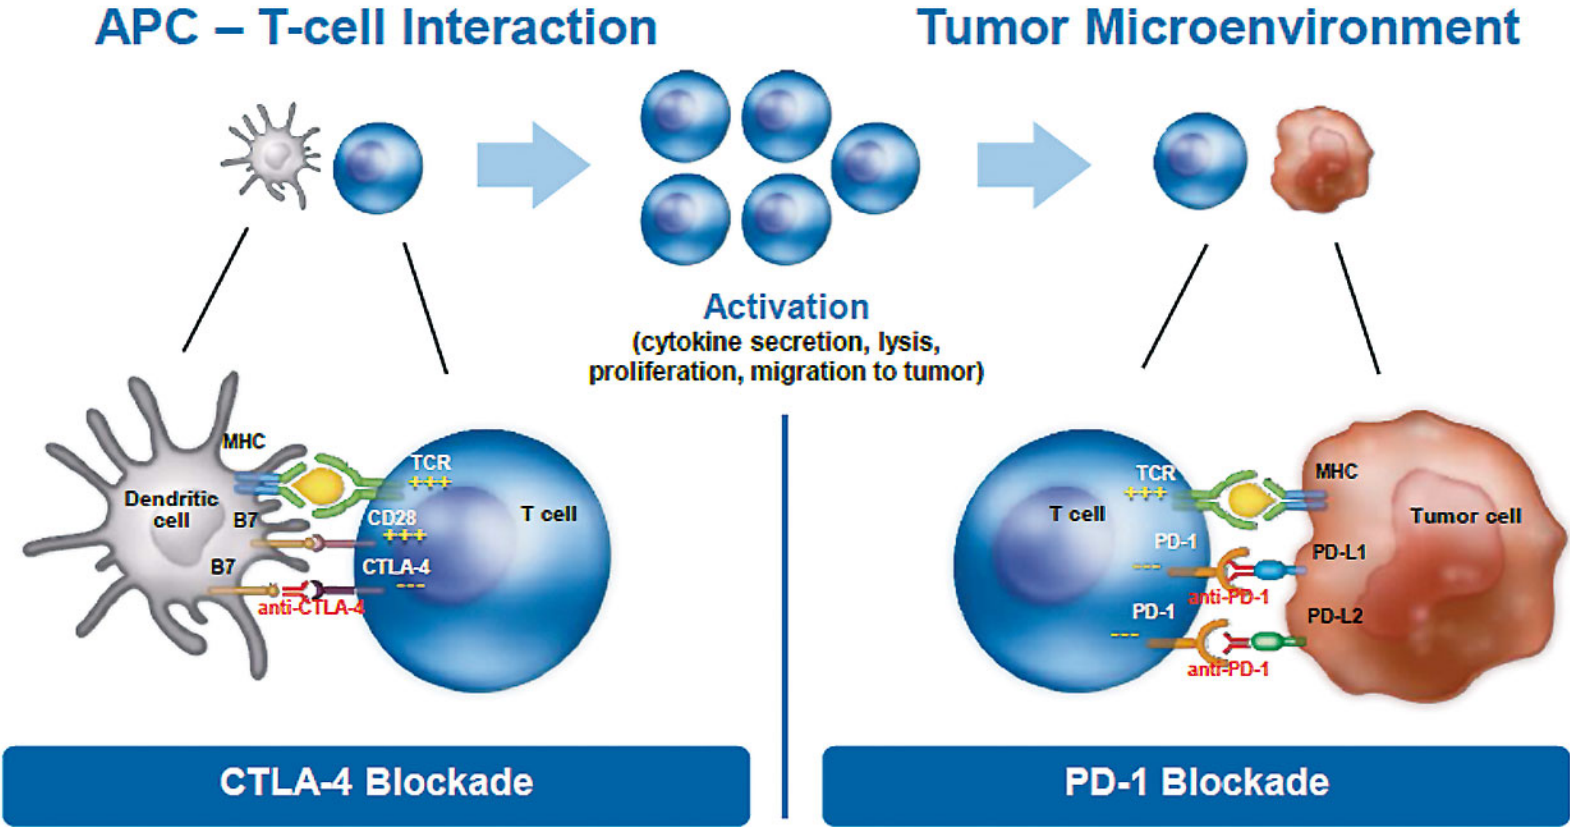 APC – T-cell Interaction
Tumor Microenvironment
Activation
(cytokine secretion, lysis,
proliferation, migration to tumor)
MHC
TCR
+++
Dendritic
cell
B7
CD28
+++
T cell
B7
CTLA-4
---
anti-CTLA-4
TCR
+++
MHC
T cell
Tumor cell
PD-1
---
PD-L1
anti-PD-1
PD-1
---
PD-L2
anti-PD-1
CTLA-4 Blockade
PD-1 Blockade